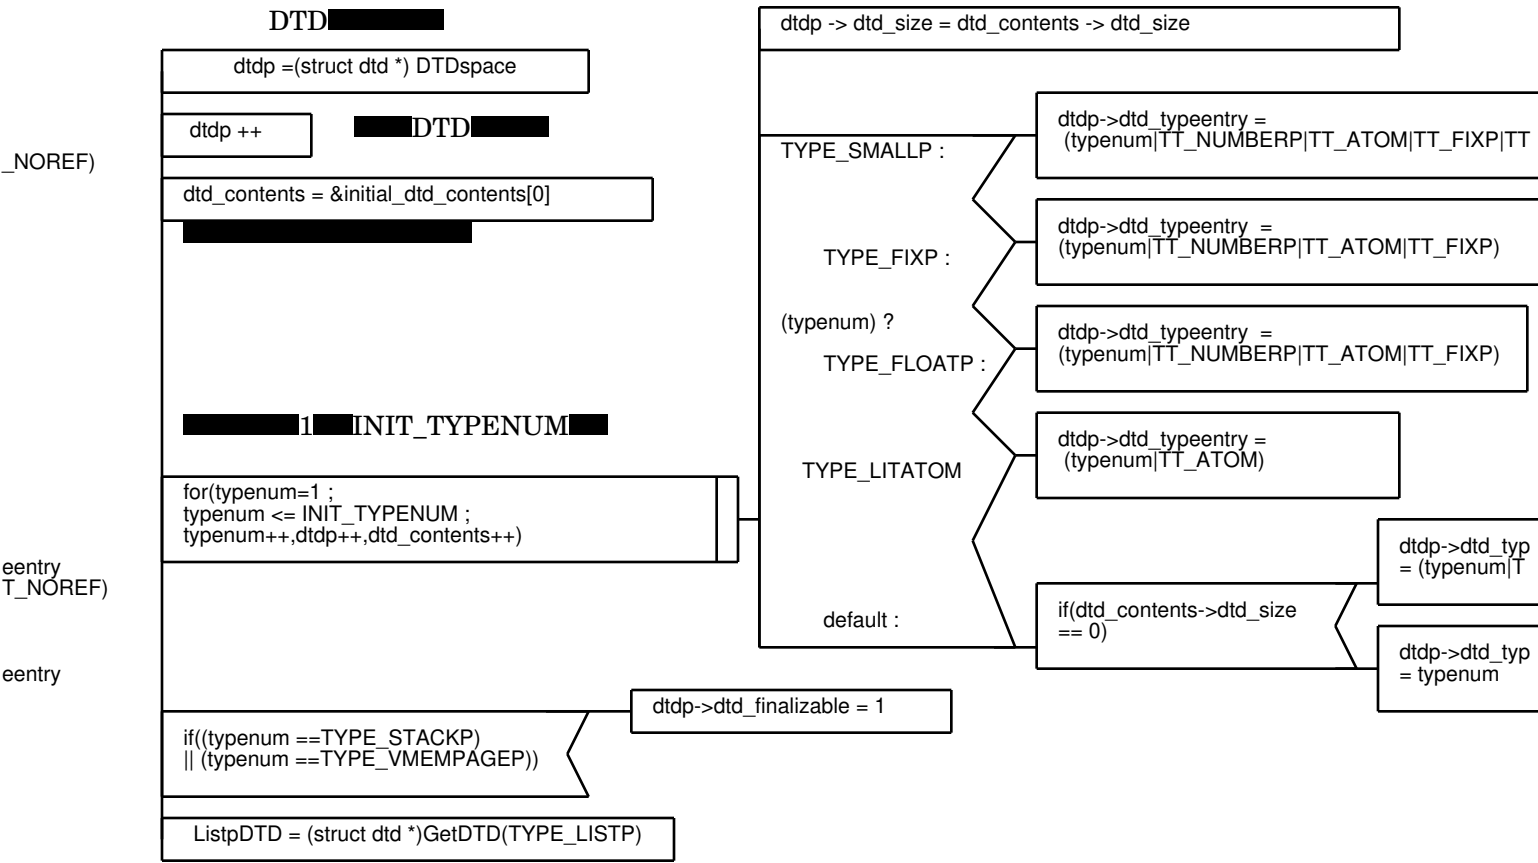 DTD
dtdp =(struct dtd *) DTDspace
dtdp ++
DTD
_NOREF)
dtd_contents = &initial_dtd_contents[0]
1
INIT_TYPENUM
for(typenum=1 ;
typenum <= INIT_TYPENUM ;
typenum++,dtdp++,dtd_contents++)
eentry
T_NOREF)
eentry
if((typenum ==TYPE_STACKP)
|| (typenum ==TYPE_VMEMPAGEP))
dtdp->dtd_finalizable = 1
ListpDTD = (struct dtd *)GetDTD(TYPE_LISTP)
dtdp -> dtd_size = dtd_contents -> dtd_size
(typenum) ?
TYPE_SMALLP :
dtdp->dtd_typeentry =
(typenum|TT_NUMBERP|TT_ATOM|TT_FIXP|TT
TYPE_FIXP :
dtdp->dtd_typeentry =
(typenum|TT_NUMBERP|TT_ATOM|TT_FIXP)
TYPE_FLOATP :
dtdp->dtd_typeentry =
(typenum|TT_NUMBERP|TT_ATOM|TT_FIXP)
TYPE_LITATOM
dtdp->dtd_typeentry =
(typenum|TT_ATOM)
default :
if(dtd_contents->dtd_size
== 0)
dtdp->dtd_typ
= (typenum|T
dtdp->dtd_typ
= typenum